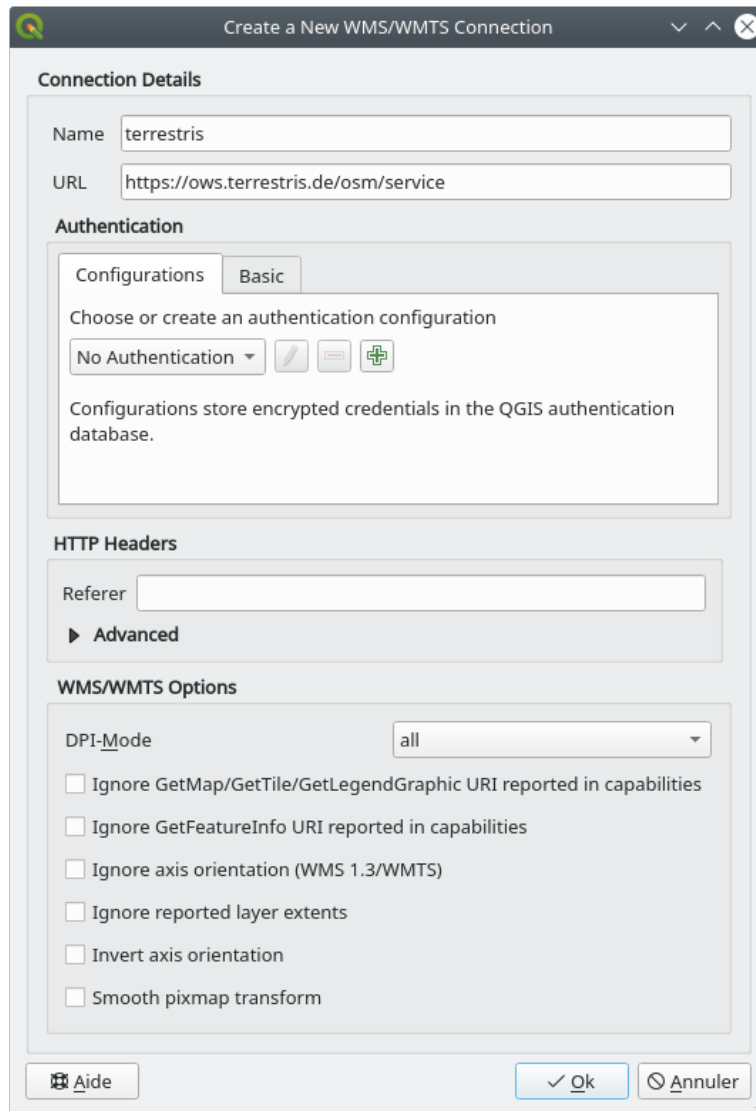 Create a New WMS/WMTS Connection
Connection Details
Name terrestris
URL https://ows.terrestris.de/osm/service
Authentication
Configurations Basic
Choose or create an authentication configuration
No Authentication
Configurations store encrypted credentials in the QGIS authentication
database.
HTTP Headers
Referer
Advanced
WMS/WMTS Options
DPI-Mode all
Ignore GetMap/GetTile/GetLegendGraphic URI reported in capabilities
Ignore GetFeatureInfo URI reported in capabilities
Ignore axis orientation (WMS 1.3/WMTS)
Ignore reported layer extents
Invert axis orientation
Smooth pixmap transform
Aide Ok Annuler